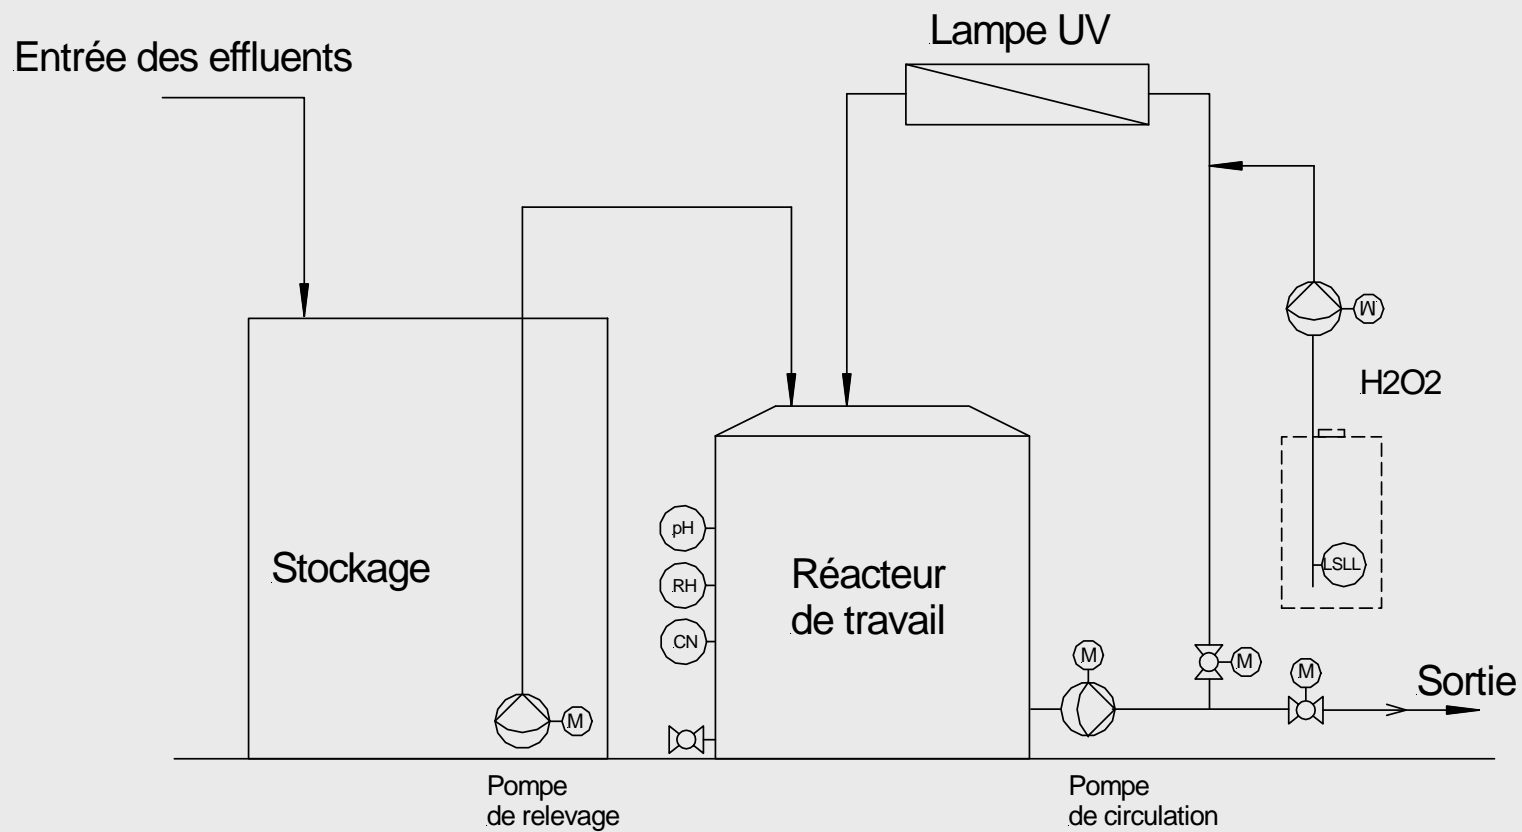 Lampe UV
Entrée des effluents
M
H2O2
pH
Stockage
Réacteur
de travail
LSLL
RH
CN
M
M
M
Sortie
M
Pompe
de relevage
Pompe
de circulation